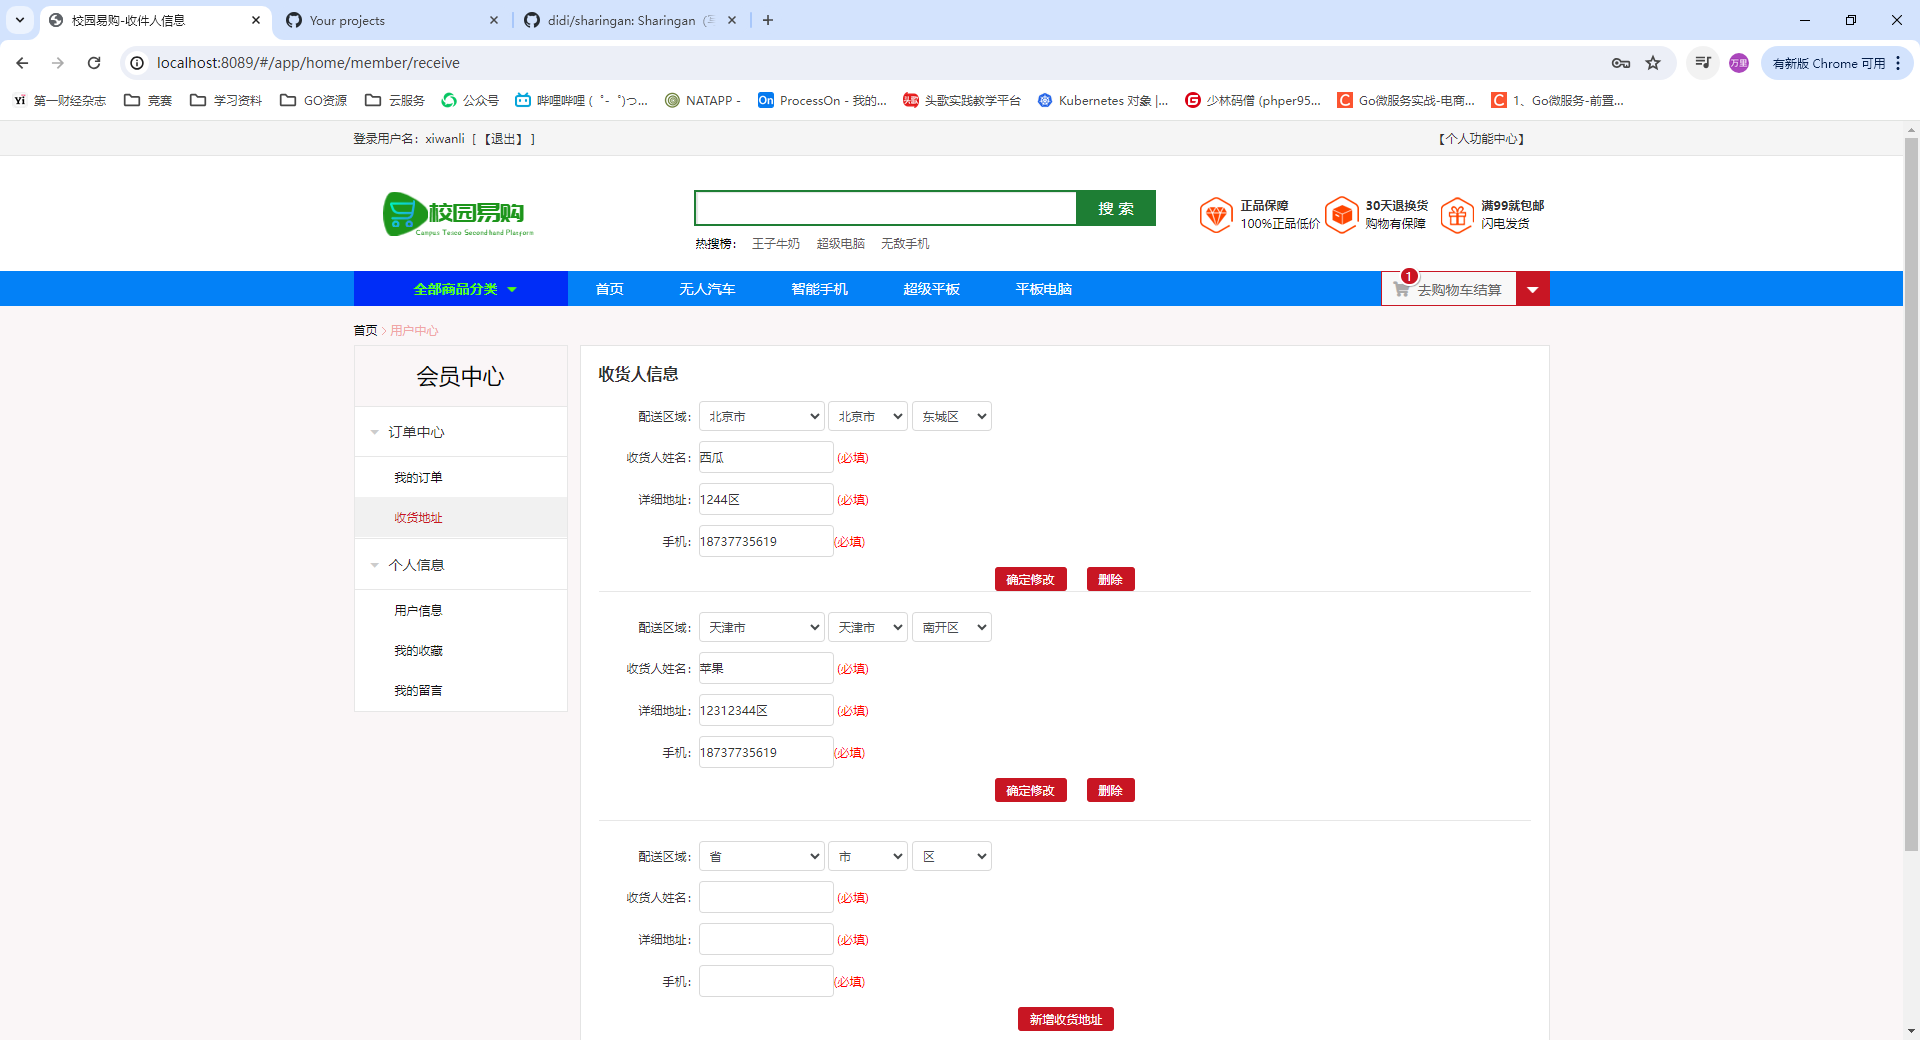 校园易购-收件人信息
Your projects
didi/sharingan: Sharingan
localhost:8089/#/app/home/member/receive
万里
有新版 Chrome 可用
Yi 第一财经杂志
竞赛
学习资料
GO资源
云服务
公众号
哔哩哔哩 (゜-゜)つ...
NATAPP -
On ProcessOn - 我的...
头歌 头歌实践教学平台
Kubernetes 对象 |...
少林码僧 (phper95...
C Go微服务实战-电商...
C 1、Go微服务-前置...
登录用户名：xiwanli [ 【退出】 ]
【个人功能中心】
校园易购
Canpus Tesco Secondhand Platform
搜 索
热搜榜： 王子牛奶 超级电脑 无敌手机
正品保障
100%正品低价
30天退换货
购物有保障
满99就包邮
闪电发货
全部商品分类
首页
无人汽车
智能手机
超级平板
平板电脑
1
去购物车结算
首页 > 用户中心
会员中心
订单中心
我的订单
收货地址
个人信息
用户信息
我的收藏
我的留言
收货人信息
配送区域： 北京市 北京市 东城区
收货人姓名： 西瓜 (必填)
详细地址： 1244区 (必填)
手机： 18737735619 (必填)
确定修改 删除
配送区域： 天津市 天津市 南开区
收货人姓名： 苹果 (必填)
详细地址： 12312344区 (必填)
手机： 18737735619 (必填)
确定修改 删除
配送区域： 省 市 区
收货人姓名： (必填)
详细地址： (必填)
手机： (必填)
新增收货地址